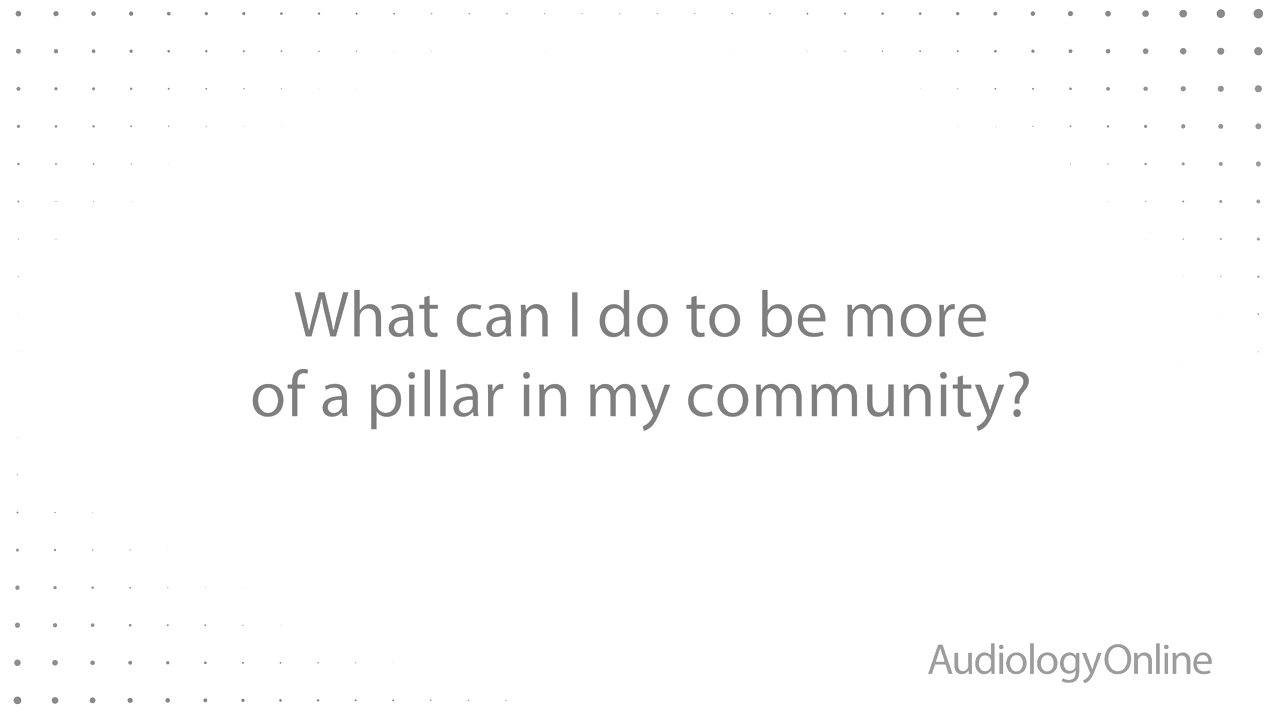 What can I do to be more
of a pillar in my community?
AudiologyOnline